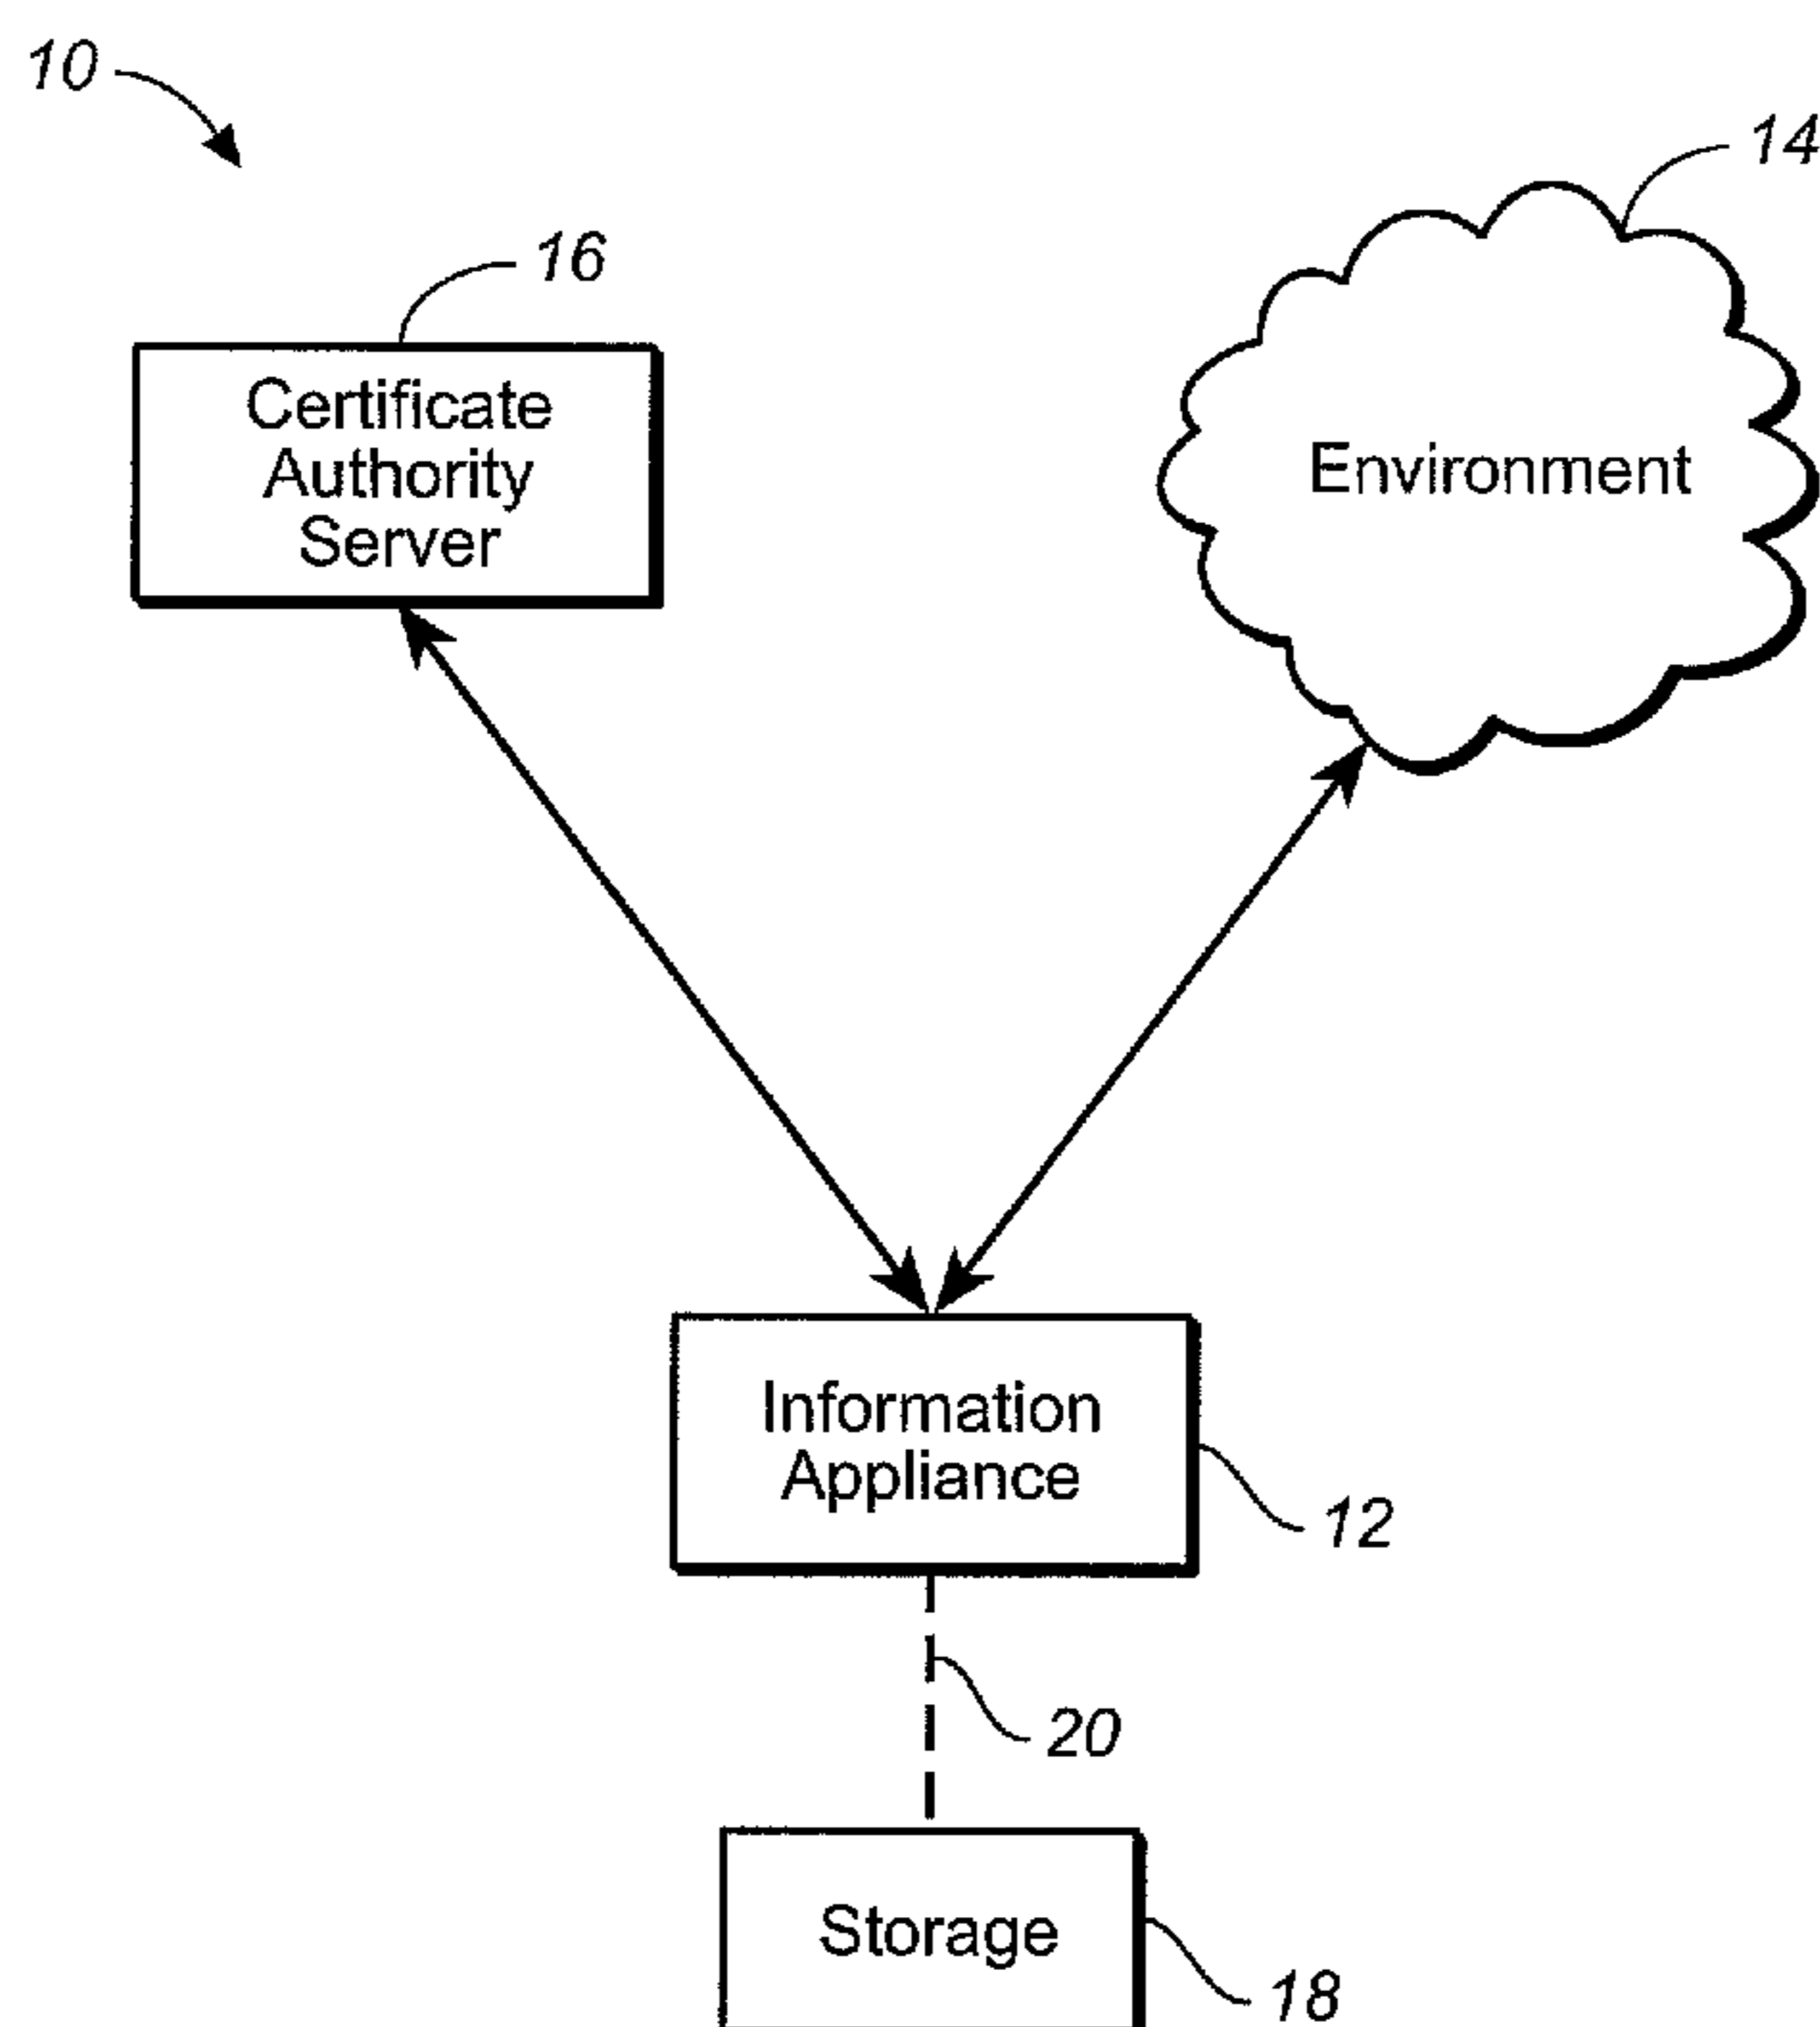 10
14
16
Certificate
Authority
Server
Environment
Information
Appliance
12
20
Storage
18